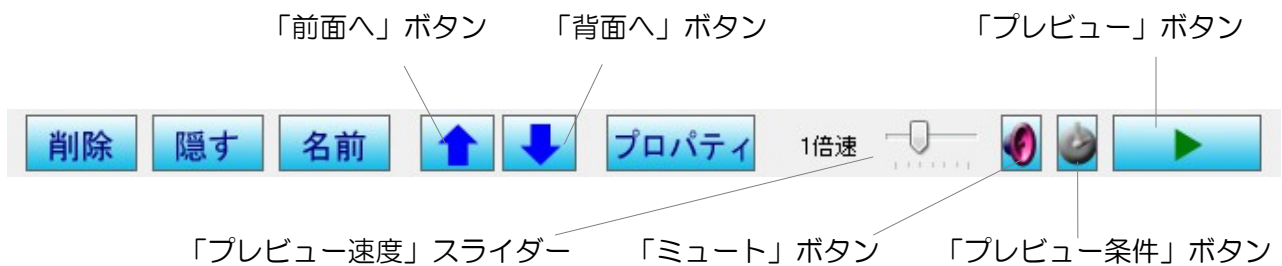 「前面へ」ボタン 「背面へ」ボタン 「プレビュー」ボタン
削除 隠す 名前 プロパティ 1倍速
「プレビュー速度」スライダー 「ミュート」ボタン 「プレビュー条件」ボタン